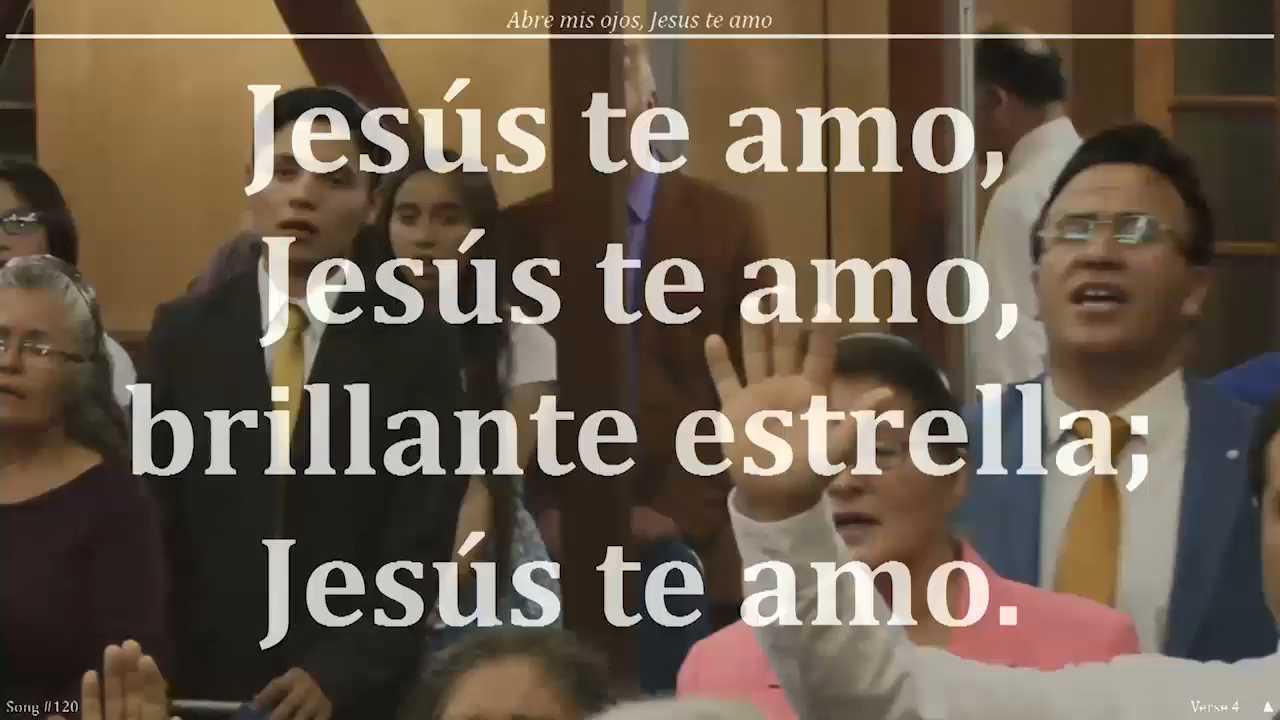 Abre mis ojos, Jesus te amo
Jesús te amo,
Jesús te amo,
brillante estrella;
Jesús te amo.
Song #120
Verse 4 ▲